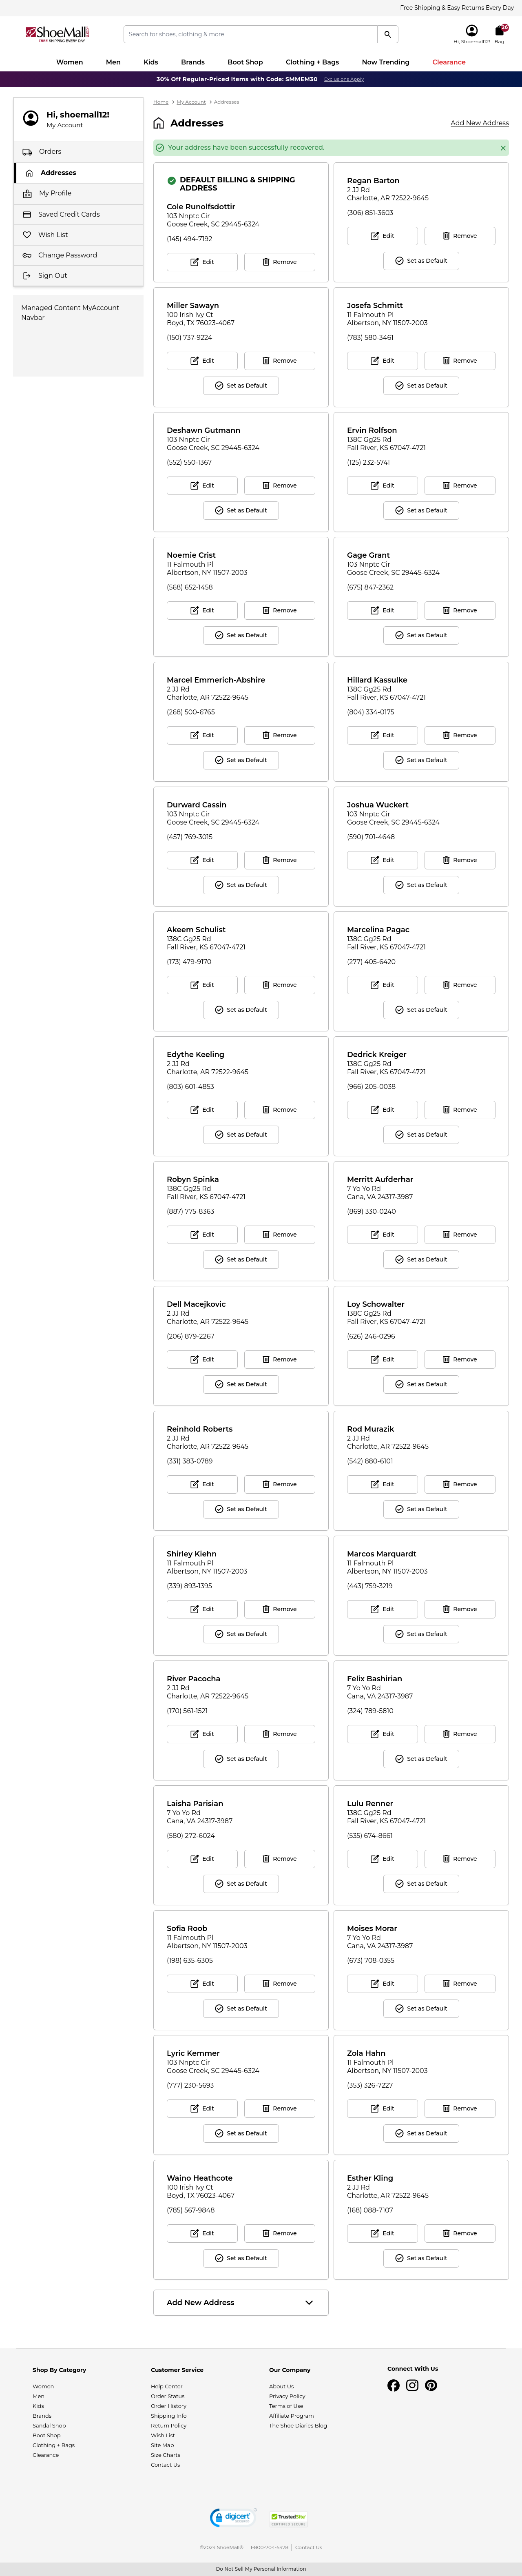 Free Shipping & Easy Returns Every Day
ShoeMall
FREE SHIPPING EVERY DAY
Search for shoes, clothing & more
Hi, Shoemall12!
Bag
Women
Men
Kids
Brands
Boot Shop
Clothing + Bags
Now Trending
Clearance
30% Off Regular-Priced Items with Code: SMMEM30 Exclusions Apply
Hi, shoemall12!
My Account
Orders
Addresses
My Profile
Saved Credit Cards
Wish List
Change Password
Sign Out
Managed Content MyAccount
Navbar
Home > My Account > Addresses
Addresses
Add New Address
Your address have been successfully recovered.
DEFAULT BILLING & SHIPPING
ADDRESS
Cole Runolfsdottir
103 Nnptc Cir
Goose Creek, SC 29445-6324
(145) 494-7192
Edit
Remove
Regan Barton
2 JJ Rd
Charlotte, AR 72522-9645
(306) 851-3603
Edit
Remove
Set as Default
Miller Sawayn
100 Irish Ivy Ct
Boyd, TX 76023-4067
(150) 737-9224
Edit
Remove
Set as Default
Josefa Schmitt
11 Falmouth Pl
Albertson, NY 11507-2003
(783) 580-3461
Edit
Remove
Set as Default
Deshawn Gutmann
103 Nnptc Cir
Goose Creek, SC 29445-6324
(552) 550-1367
Edit
Remove
Set as Default
Ervin Rolfson
138C Gg25 Rd
Fall River, KS 67047-4721
(125) 232-5741
Edit
Remove
Set as Default
Noemie Crist
11 Falmouth Pl
Albertson, NY 11507-2003
(568) 652-1458
Edit
Remove
Set as Default
Gage Grant
103 Nnptc Cir
Goose Creek, SC 29445-6324
(675) 847-2362
Edit
Remove
Set as Default
Marcel Emmerich-Abshire
2 JJ Rd
Charlotte, AR 72522-9645
(268) 500-6765
Edit
Remove
Set as Default
Hillard Kassulke
138C Gg25 Rd
Fall River, KS 67047-4721
(804) 334-0175
Edit
Remove
Set as Default
Durward Cassin
103 Nnptc Cir
Goose Creek, SC 29445-6324
(457) 769-3015
Edit
Remove
Set as Default
Joshua Wuckert
103 Nnptc Cir
Goose Creek, SC 29445-6324
(590) 701-4648
Edit
Remove
Set as Default
Akeem Schulist
138C Gg25 Rd
Fall River, KS 67047-4721
(173) 479-9170
Edit
Remove
Set as Default
Marcelina Pagac
138C Gg25 Rd
Fall River, KS 67047-4721
(277) 405-6420
Edit
Remove
Set as Default
Edythe Keeling
2 JJ Rd
Charlotte, AR 72522-9645
(803) 601-4853
Edit
Remove
Set as Default
Dedrick Kreiger
138C Gg25 Rd
Fall River, KS 67047-4721
(966) 205-0038
Edit
Remove
Set as Default
Robyn Spinka
138C Gg25 Rd
Fall River, KS 67047-4721
(887) 775-8363
Edit
Remove
Set as Default
Merritt Aufderhar
7 Yo Yo Rd
Cana, VA 24317-3987
(869) 330-0240
Edit
Remove
Set as Default
Dell Macejkovic
2 JJ Rd
Charlotte, AR 72522-9645
(206) 879-2267
Edit
Remove
Set as Default
Loy Schowalter
138C Gg25 Rd
Fall River, KS 67047-4721
(626) 246-0296
Edit
Remove
Set as Default
Reinhold Roberts
2 JJ Rd
Charlotte, AR 72522-9645
(331) 383-0789
Edit
Remove
Set as Default
Rod Murazik
2 JJ Rd
Charlotte, AR 72522-9645
(542) 880-6101
Edit
Remove
Set as Default
Shirley Kiehn
11 Falmouth Pl
Albertson, NY 11507-2003
(339) 893-1395
Edit
Remove
Set as Default
Marcos Marquardt
11 Falmouth Pl
Albertson, NY 11507-2003
(443) 759-3219
Edit
Remove
Set as Default
River Pacocha
2 JJ Rd
Charlotte, AR 72522-9645
(170) 561-1521
Edit
Remove
Set as Default
Felix Bashirian
7 Yo Yo Rd
Cana, VA 24317-3987
(324) 789-5810
Edit
Remove
Set as Default
Laisha Parisian
7 Yo Yo Rd
Cana, VA 24317-3987
(580) 272-6024
Edit
Remove
Set as Default
Lulu Renner
138C Gg25 Rd
Fall River, KS 67047-4721
(535) 674-8661
Edit
Remove
Set as Default
Sofia Roob
11 Falmouth Pl
Albertson, NY 11507-2003
(198) 635-6305
Edit
Remove
Set as Default
Moises Morar
7 Yo Yo Rd
Cana, VA 24317-3987
(673) 708-0355
Edit
Remove
Set as Default
Lyric Kemmer
103 Nnptc Cir
Goose Creek, SC 29445-6324
(777) 230-5693
Edit
Remove
Set as Default
Zola Hahn
11 Falmouth Pl
Albertson, NY 11507-2003
(353) 326-7227
Edit
Remove
Set as Default
Waino Heathcote
100 Irish Ivy Ct
Boyd, TX 76023-4067
(785) 567-9848
Edit
Remove
Set as Default
Esther Kling
2 JJ Rd
Charlotte, AR 72522-9645
(168) 088-7107
Edit
Remove
Set as Default
Add New Address
Shop By Category
Women
Men
Kids
Brands
Sandal Shop
Boot Shop
Clothing + Bags
Clearance
Customer Service
Help Center
Order Status
Order History
Shipping Info
Return Policy
Wish List
Site Map
Size Charts
Contact Us
Our Company
About Us
Privacy Policy
Terms of Use
Affiliate Program
The Shoe Diaries Blog
Connect With Us
digicert
TrustedSite
CERTIFIED SECURE
©2024 ShoeMall® | 1-800-704-5478 | Contact Us
Do Not Sell My Personal Information